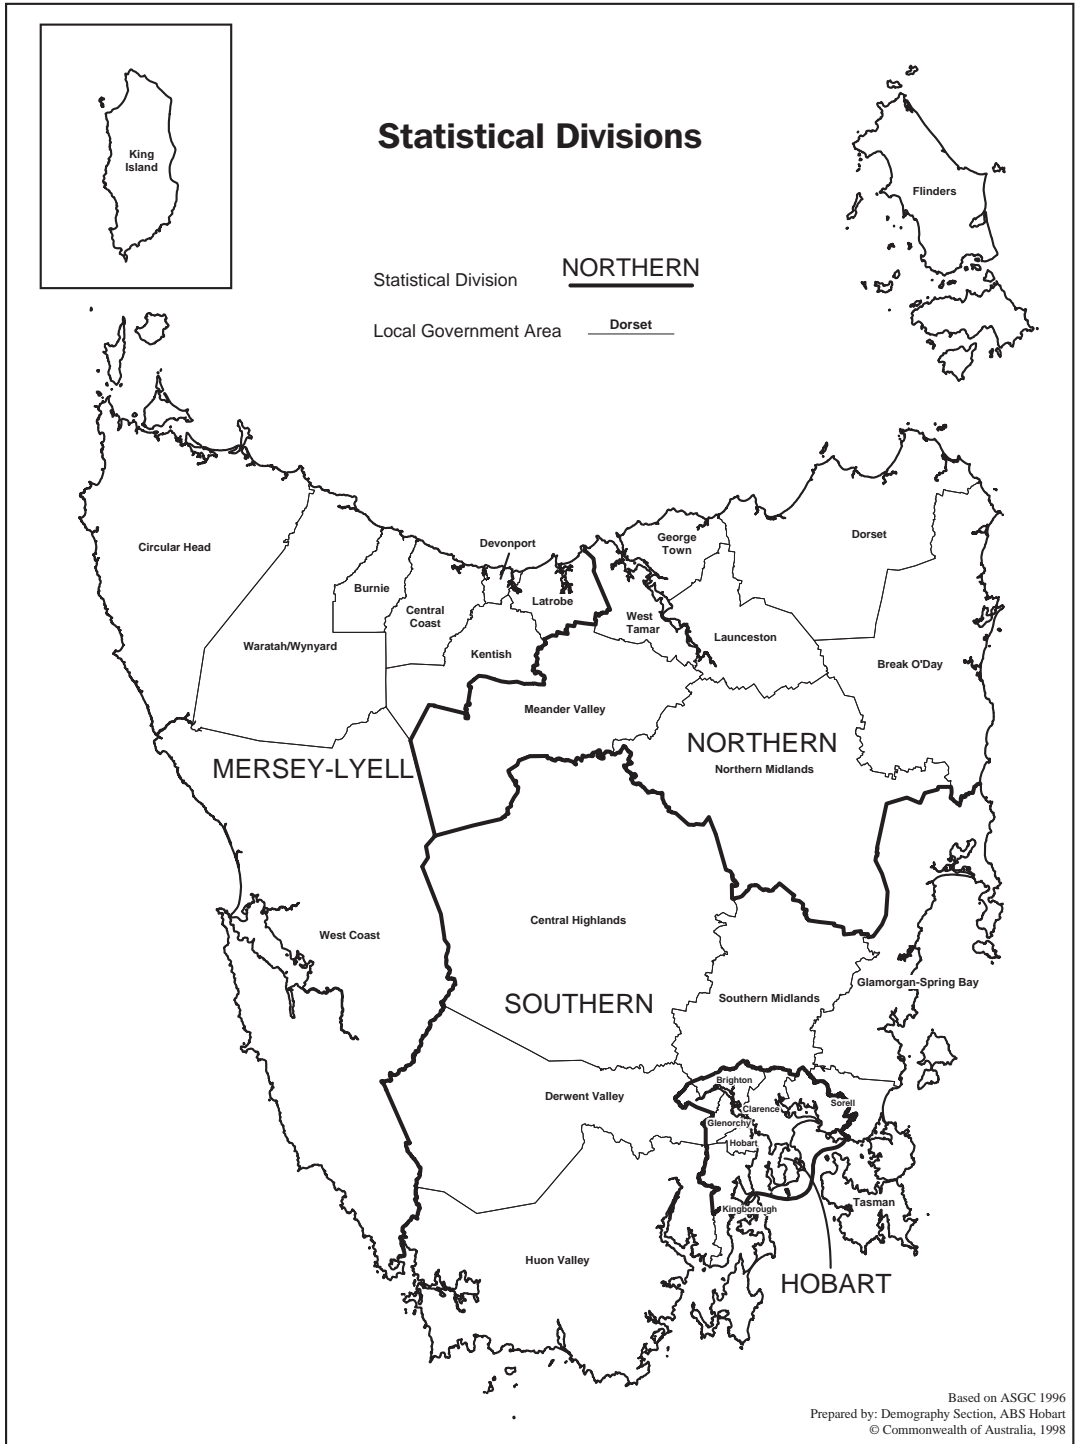 King
Island
Statistical Divisions
Flinders
Statistical Division
NORTHERN
Local Government Area
Dorset
Circular Head
Devonport
George
Town
Dorset
Burnie
Latrobe
Central
Coast
West
Tamar
Launceston
Waratah/Wynyard
Kentish
Break O'Day
Meander Valley
NORTHERN
MERSEY-LYELL
Northern Midlands
Central Highlands
West Coast
Glamorgan-Spring Bay
SOUTHERN
Southern Midlands
Brighton
Derwent Valley
Clarence
Sorell
Glenorchy
Hobart
Tasman
Kingborough
Huon Valley
HOBART
Based on ASGC 1996
Prepared by: Demography Section, ABS Hobart
© Commonwealth of Australia, 1998